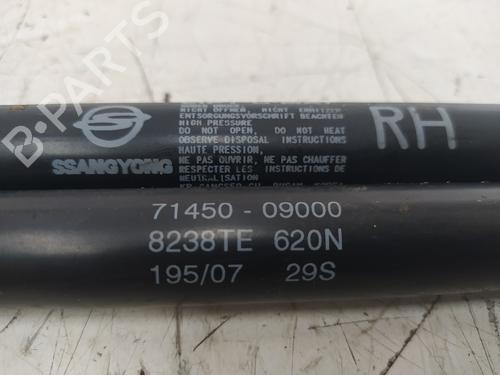 NICHT OFFNEN, NICHT ERHITZEN
ENTSORGUNGSVORSCHRIFT BEACHTEN
HIGH PRESSURE
DO NOT OPEN, DO NOT HEAT
OBSERVE DISPOSAL INSTRUCTIONS
HAUTE PRESSION,
NE PAS OUVRIR, NE PAS CHAUFFER
RESPECTER LES INSTRUCTIONS DE
NEUTRALISATION
RH
SSANGYONG
71450 - 09000
8238TE 620N
195/07 29S